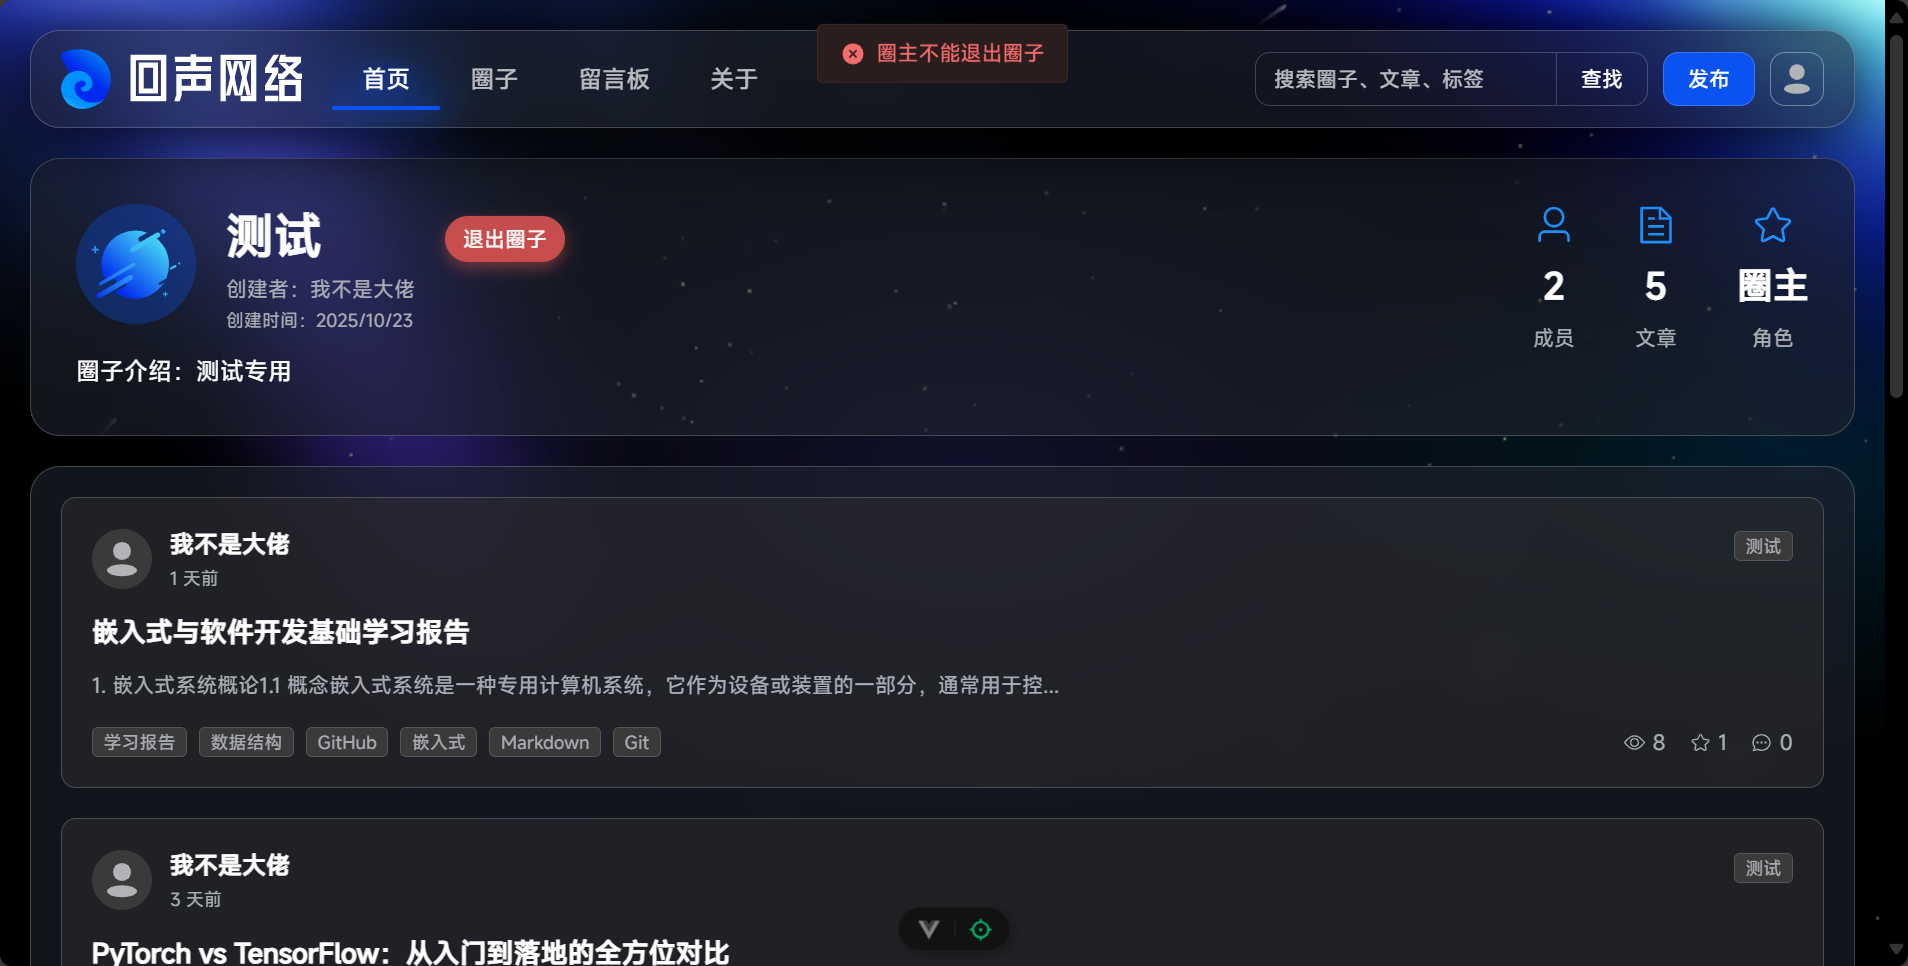 回声网络
首页
圈子
留言板
关于
圈主不能退出圈子
搜索圈子、文章、标签
查找
发布
测试
退出圈子
创建者：我不是大佬
创建时间：2025/10/23
圈子介绍：测试专用
2
成员
5
文章
圈主
角色
我不是大佬
1 天前
测试
嵌入式与软件开发基础学习报告
1. 嵌入式系统概论1.1 概念嵌入式系统是一种专用计算机系统，它作为设备或装置的一部分，通常用于控...
学习报告
数据结构
GitHub
嵌入式
Markdown
Git
8
1
0
我不是大佬
3 天前
测试
PyTorch vs TensorFlow：从入门到落地的全方位对比